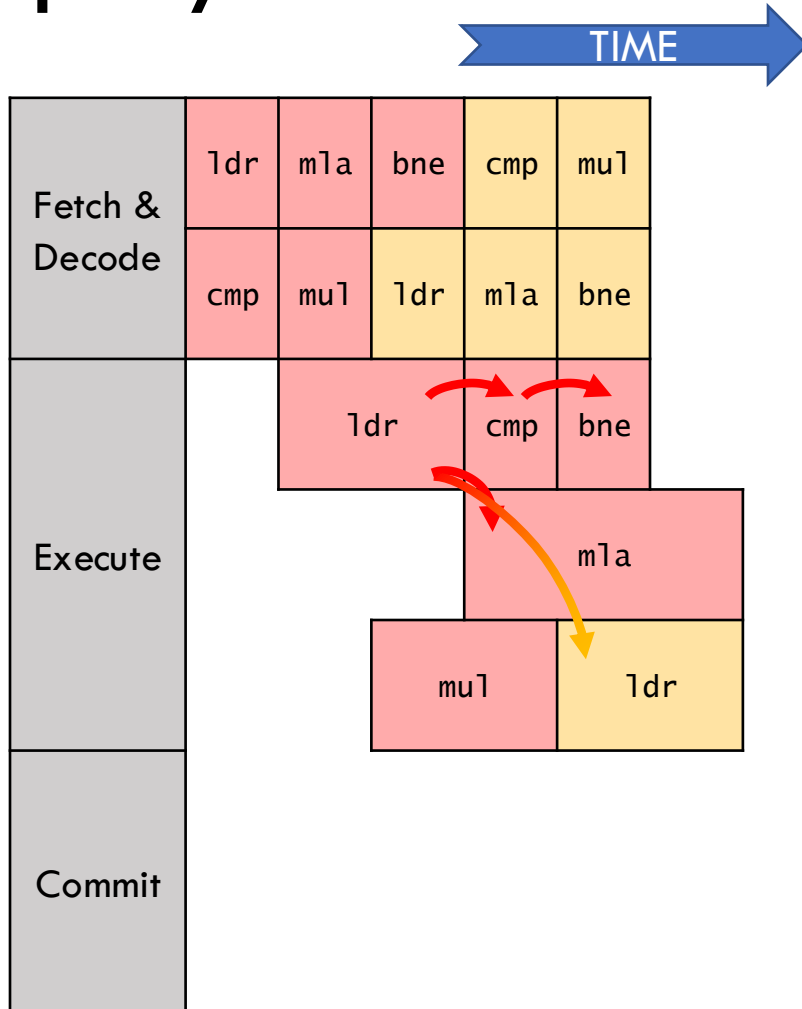 TIME
Fetch &
Decode
ldr mla bne cmp mul
cmp mul ldr mla bne
Execute
ldr cmp bne
mla
mul ldr
Commit